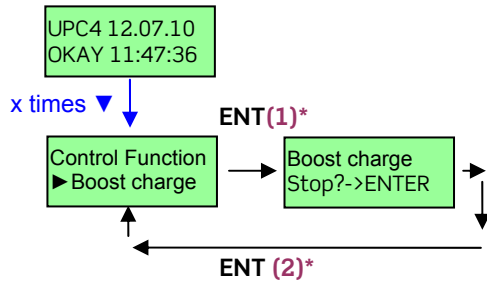 UPC4 12.07.10
OKAY 11:47:36
x times ▼
ENT(1)*
Control Function
►Boost charge
Boost charge
Stop?->ENTER
ENT (2)*